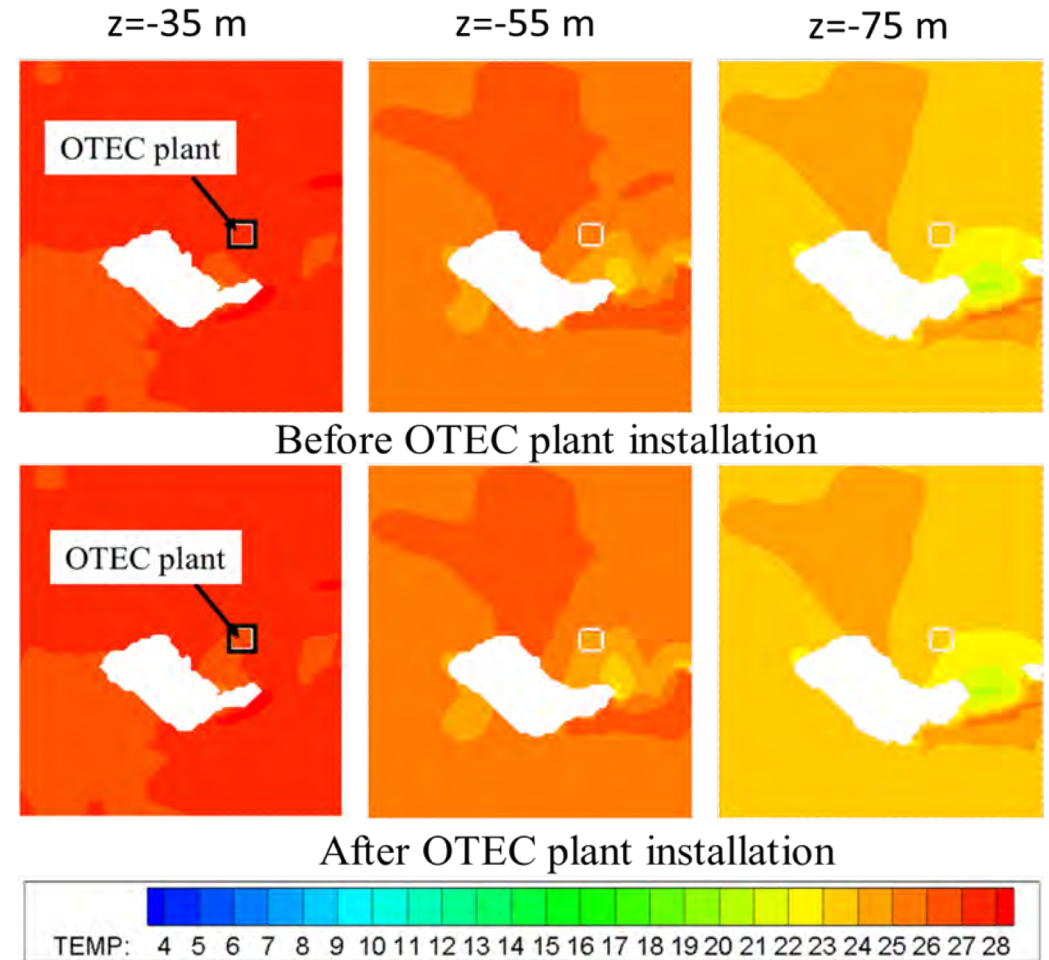 z=-35 m z=-55 m z=-75 m
OTEC plant
Before OTEC plant installation
OTEC plant
After OTEC plant installation
TEMP: 4 5 6 7 8 9 10 11 12 13 14 15 16 17 18 19 20 21 22 23 24 25 26 27 28